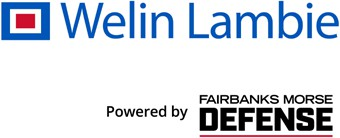 Welin Lambie
Powered by
FAIRBANKS MORSE
DEFENSE